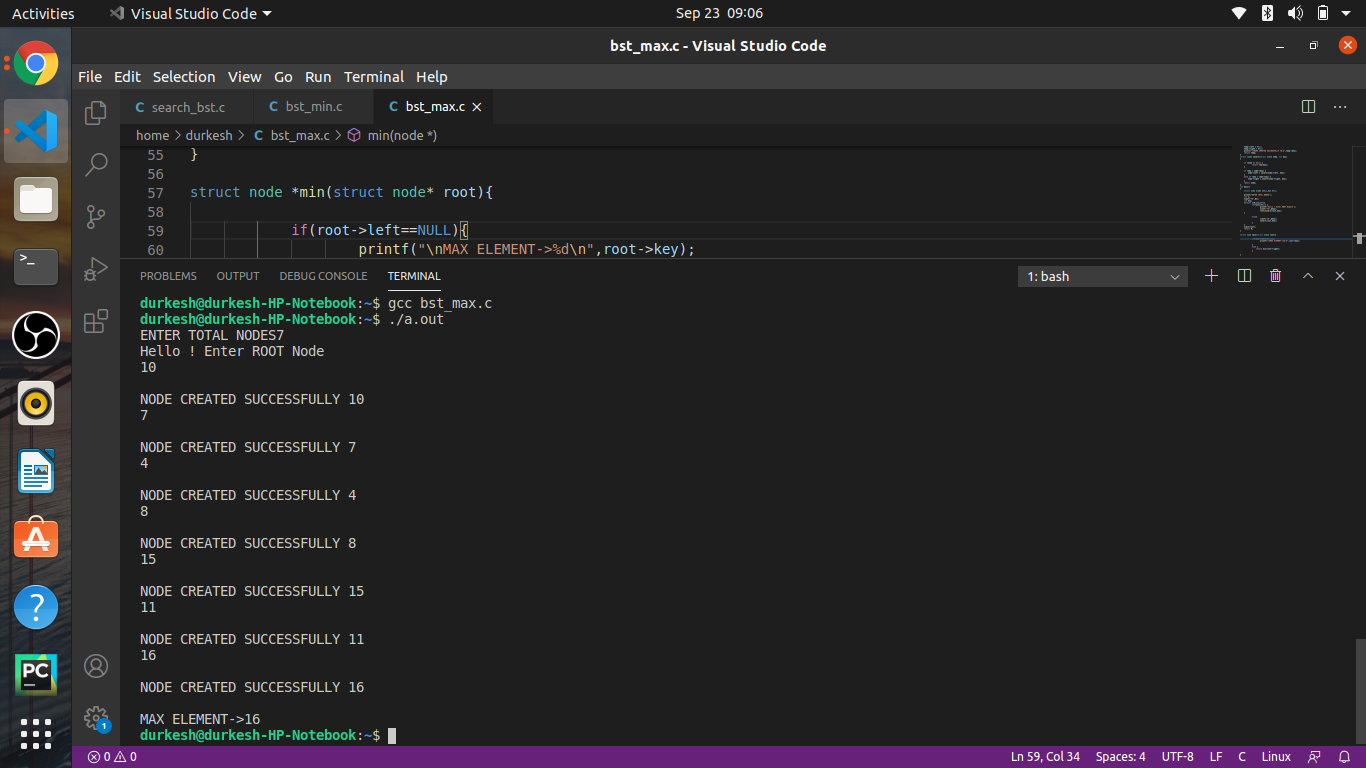 Activities Visual Studio Code Sep 23 09:06
bst_max.c - Visual Studio Code
File Edit Selection View Go Run Terminal Help
C search_bst.c C bst_min.c C bst_max.c
home > durkesh > C bst_max.c > min(node *)
55 }
56
57 struct node *min(struct node* root){
58
59 if(root->left==NULL){
60 printf("\nMAX ELEMENT->%d\n",root->key);
PROBLEMS OUTPUT DEBUG CONSOLE TERMINAL 1: bash
durkesh@durkesh-HP-Notebook:~$ gcc bst_max.c
durkesh@durkesh-HP-Notebook:~$ ./a.out
ENTER TOTAL NODES7
Hello ! Enter ROOT Node
10
NODE CREATED SUCCESSFULLY 10
7
NODE CREATED SUCCESSFULLY 7
4
NODE CREATED SUCCESSFULLY 4
8
NODE CREATED SUCCESSFULLY 8
15
NODE CREATED SUCCESSFULLY 15
11
NODE CREATED SUCCESSFULLY 11
16
NODE CREATED SUCCESSFULLY 16
MAX ELEMENT->16
durkesh@durkesh-HP-Notebook:~$
PC
1
0 0 Ln 59, Col 34 Spaces: 4 UTF-8 LF C Linux